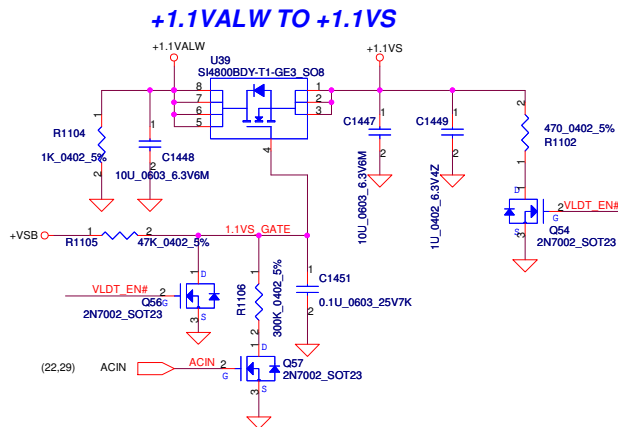 +1.1VALW TO +1.1VS
+1.1VALW
+1.1VS
U39
SI4800BDY-T1-GE3_SO8
8
7
6
5
1
2
3
4
1
R1104
2
1K_0402_5%
1
C1448
2
10U_0603_6.3V6M
1
C1447
2
10U_0603_6.3V6M
1
C1449
2
1U_0402_6.3V4Z
2
470_0402_5%
R1102
1
1
D
2
G
VLDT_EN#
3
S
Q54
2N7002_SOT23
+VSB
1
R1105
2
47K_0402_5%
1.1VS_GATE
VLDT_EN#
2
G
Q56
2N7002_SOT23
1
D
3
S
1
R1106
300K_0402_5%
2
1
C1451
2
0.1U_0603_25V7K
(22,29)
ACIN
ACIN
2
G
1
D
3
S
Q57
2N7002_SOT23